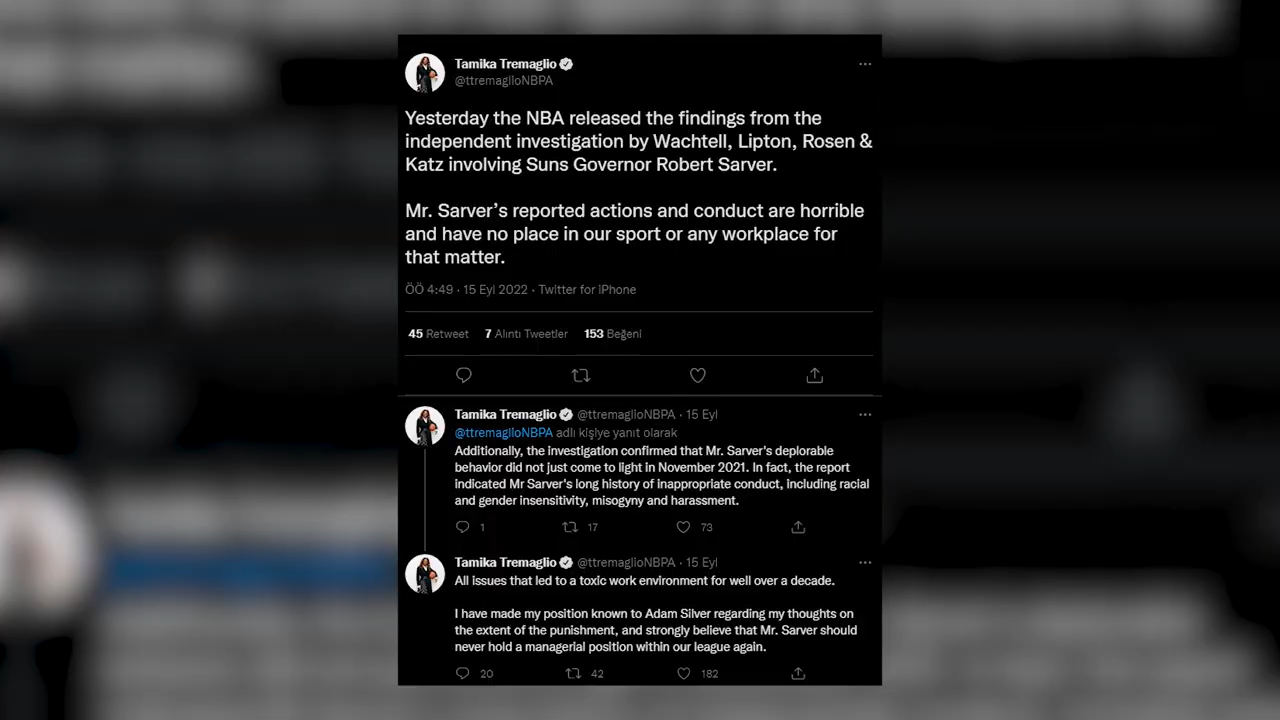 Tamika Tremaglio
@ttremaglioNBPA
Yesterday the NBA released the findings from the
independent investigation by Wachtell, Lipton, Rosen &
Katz involving Suns Governor Robert Sarver.
Mr. Sarver’s reported actions and conduct are horrible
and have no place in our sport or any workplace for
that matter.
ÖÖ 4:49 · 15 Eyl 2022 · Twitter for iPhone
45 Retweet 7 Alıntı Tweetler 153 Beğeni
Tamika Tremaglio @ttremaglioNBPA · 15 Eyl
@ttremaglioNBPA adlı kişiye yanıt olarak
Additionally, the investigation confirmed that Mr. Sarver's deplorable
behavior did not just come to light in November 2021. In fact, the report
indicated Mr Sarver's long history of inappropriate conduct, including racial
and gender insensitivity, misogyny and harassment.
1 17 73
Tamika Tremaglio @ttremaglioNBPA · 15 Eyl
All issues that led to a toxic work environment for well over a decade.
I have made my position known to Adam Silver regarding my thoughts on
the extent of the punishment, and strongly believe that Mr. Sarver should
never hold a managerial position within our league again.
20 42 182